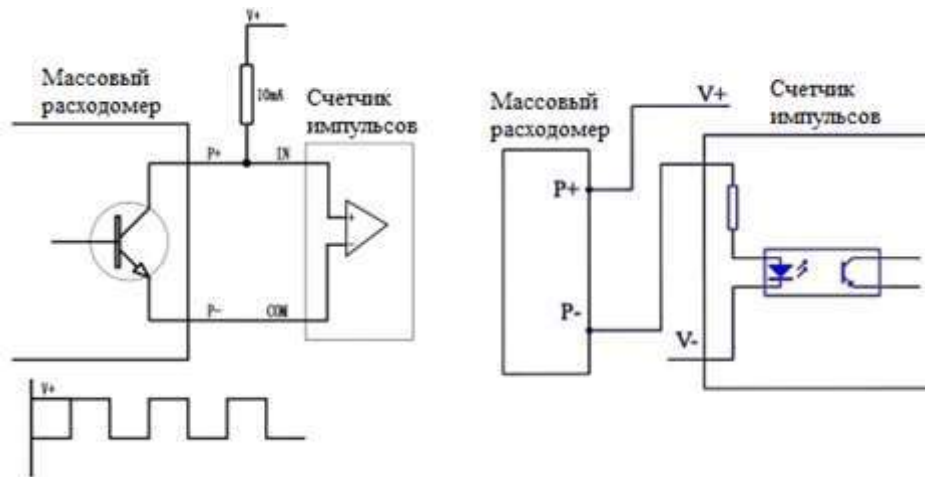 V+
Массовый
расходомер
10mA
Счетчик
импульсов
P+
IN
P-
COM
V+
Массовый
расходомер
V+
Счетчик
импульсов
P+
P-
V-